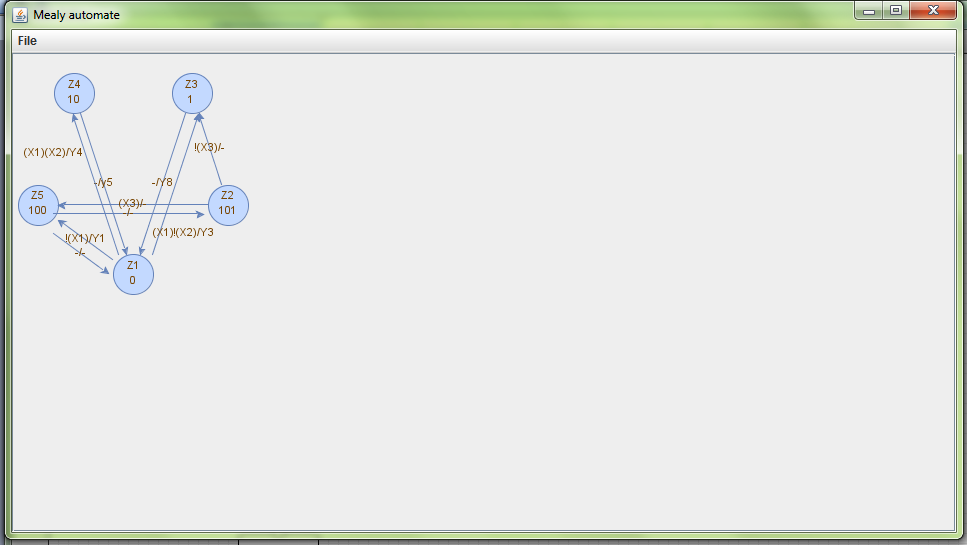 Mealy automate
File
Z4
10
Z3
1
(X1)(X2)/Y4
!(X3)/-
-/y5
-/Y8
Z5
100
(X3)/-
-/-
Z2
101
!(X1)/Y1
(X1)!(X2)/Y3
-/-
Z1
0